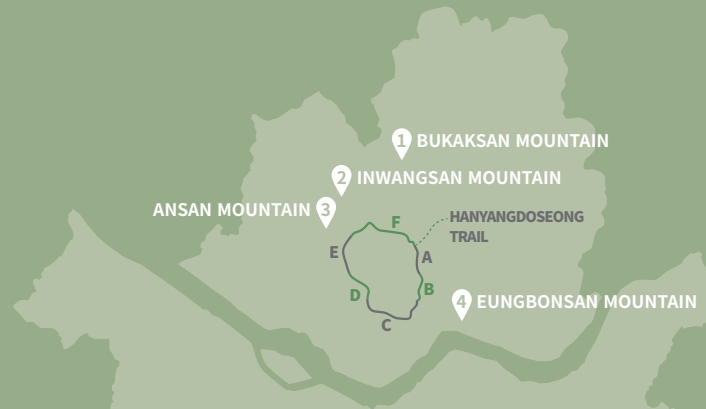 1 BUKAKSAN MOUNTAIN
2 INWANGSAN MOUNTAIN
ANSAN MOUNTAIN 3
HANYANGDOSEONG
TRAIL
F
E
A
D
B
C
4 EUNGBONSAN MOUNTAIN